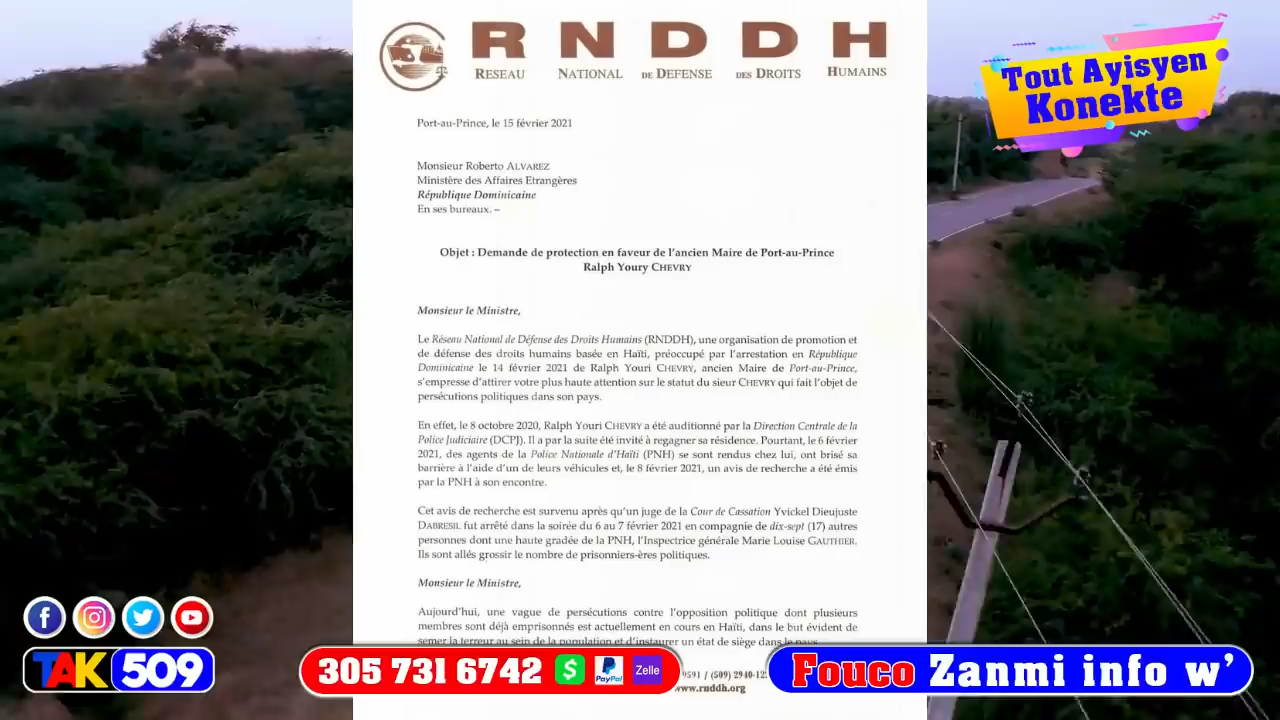 RNDDH
RESEAU NATIONAL DE DEFENSE DES DROITS HUMAINS
Tout Ayisyen
Konekte
Port-au-Prince, le 15 février 2021
Monsieur Roberto ALVAREZ
Ministère des Affaires Etrangères
République Dominicaine
En ses bureaux. –
Objet : Demande de protection en faveur de l'ancien Maire de Port-au-Prince
Ralph Youry CHEVRY
Monsieur le Ministre,
Le Réseau National de Défense des Droits Humains (RNDDH), une organisation de promotion et
de défense des droits humains basée en Haïti, préoccupé par l'arrestation en République
Dominicaine le 14 février 2021 de Ralph Youri CHEVRY, ancien Maire de Port-au-Prince,
s'empresse d'attirer votre plus haute attention sur le statut du sieur CHEVRY qui fait l'objet de
persécutions politiques dans son pays.
En effet, le 8 octobre 2020, Ralph Youri CHEVRY a été auditionné par la Direction Centrale de la
Police Judiciaire (DCPJ). Il a par la suite été invité à regagner sa résidence. Pourtant, le 6 février
2021, des agents de la Police Nationale d'Haïti (PNH) se sont rendus chez lui, ont brisé sa
barrière à l'aide d'un de leurs véhicules et, le 8 février 2021, un avis de recherche a été émis
par la PNH à son encontre.
Cet avis de recherche est survenu après qu'un juge de la Cour de Cassation Yvickel Dieujuste
DABRESIL fut arrêté dans la soirée du 6 au 7 février 2021 en compagnie de dix-sept (17) autres
personnes dont une haute gradée de la PNH, l'Inspectrice générale Marie Louise GAUTHIER.
Ils sont allés grossir le nombre de prisonniers-ères politiques.
Monsieur le Ministre,
Aujourd'hui, une vague de persécutions contre l'opposition politique dont plusieurs
membres sont déjà emprisonnés est actuellement en cours en Haïti, dans le but évident de
semer la terreur au sein de la population et d'instaurer un état de siège dans le pays.
9591 / (509) 2940-12
www.rnddh.org
TAK 509
305 731 6742 $ PayPal Zelle
Fouco Zanmi info w'